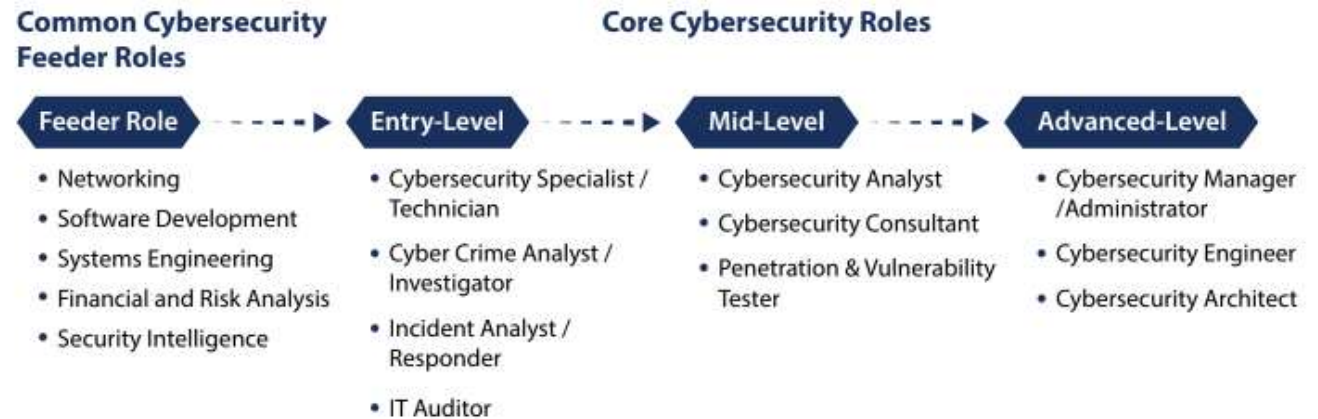 Common Cybersecurity
Feeder Roles
Core Cybersecurity Roles
Feeder Role
• Networking
• Software Development
• Systems Engineering
• Financial and Risk Analysis
• Security Intelligence
Entry-Level
• Cybersecurity Specialist /
Technician
• Cyber Crime Analyst /
Investigator
• Incident Analyst /
Responder
• IT Auditor
Mid-Level
• Cybersecurity Analyst
• Cybersecurity Consultant
• Penetration & Vulnerability
Tester
Advanced-Level
• Cybersecurity Manager
/Administrator
• Cybersecurity Engineer
• Cybersecurity Architect